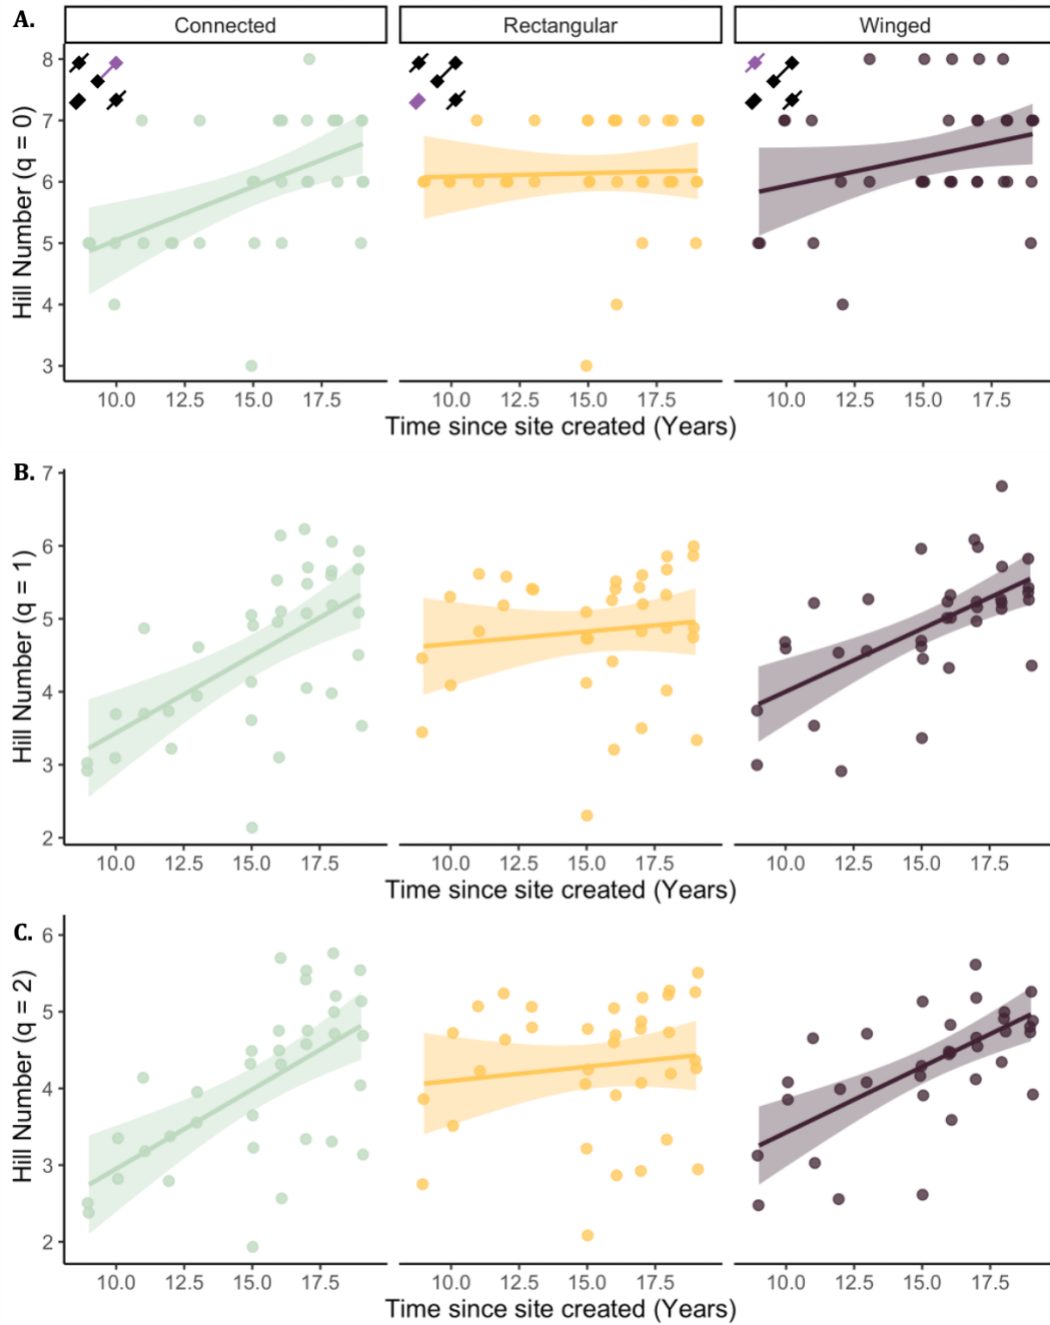 A.
Connected Rectangular Winged
Hill Number (q = 0)
8
7
6
5
4
3
10.0 12.5 15.0 17.5 10.0 12.5 15.0 17.5 10.0 12.5 15.0 17.5
Time since site created (Years)
B.
Hill Number (q = 1)
7
6
5
4
3
2
10.0 12.5 15.0 17.5 10.0 12.5 15.0 17.5 10.0 12.5 15.0 17.5
Time since site created (Years)
C.
Hill Number (q = 2)
6
5
4
3
2
10.0 12.5 15.0 17.5 10.0 12.5 15.0 17.5 10.0 12.5 15.0 17.5
Time since site created (Years)